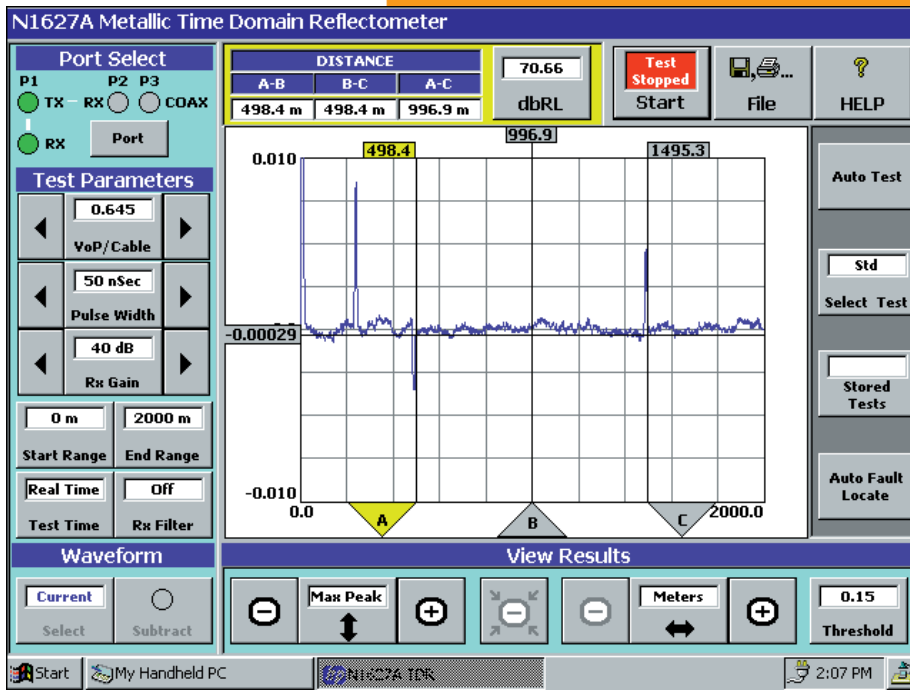 N1627A Metallic Time Domain Reflectometer
Port Select
P1 P2 P3
TX RX COAX
RX Port
DISTANCE
A-B B-C A-C
498.4 m 498.4 m 996.9 m
70.66
dbRL
Test
Stopped
Start
File
HELP
Test Parameters
0.645
VoP/Cable
50 nSec
Pulse Width
40 dB
Rx Gain
0 m 2000 m
Start Range End Range
Real Time Off
Test Time Rx Filter
996.9
498.4 1495.3
0.010
-0.00029
-0.010
0.0 2000.0
A B C
Auto Test
Std
Select Test
Stored
Tests
Auto Fault
Locate
Waveform
Current
Select Subtract
View Results
Max Peak
Meters
0.15
Threshold
Start My Handheld PC N1627A TDR 2:07 PM